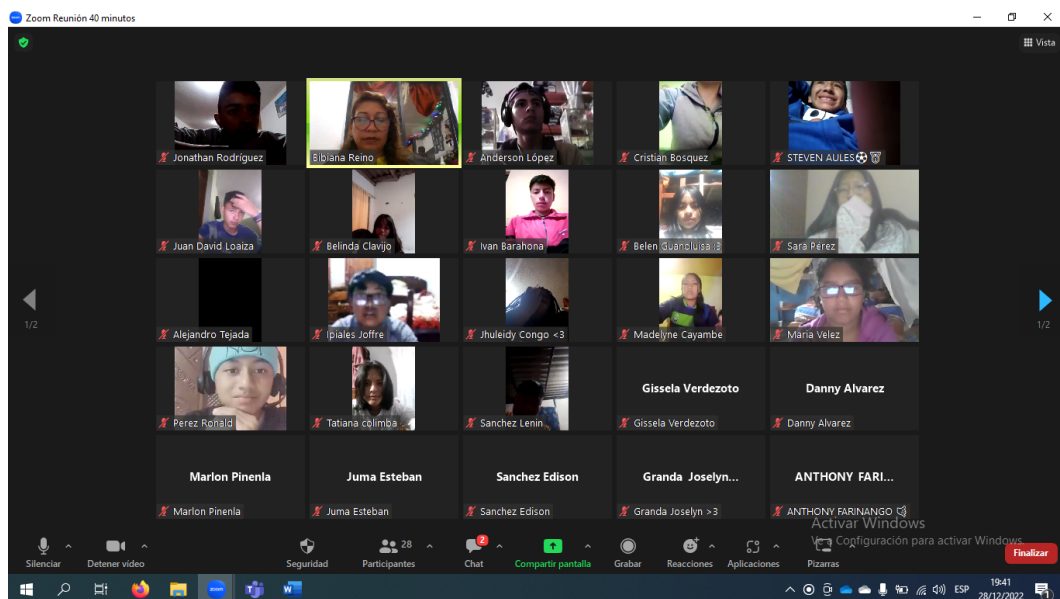 Zoom Reunión 40 minutos
Vista
Jonathan Rodríguez
Bibiana Reino
Anderson López
Cristian Bosquez
STEVEN AULES⚽🏅
Juan David Loaiza
Belinda Clavijo
Ivan Barahona
Belen Guanoluisa:3
Sara Pérez
Alejandro Tejada
Ipiales Joffre
Jhuleidy Congo <3
Madelyne Cayambe
Maria Velez
1/2
1/2
Perez Ronald
Tatiana colimba
Sanchez Lenin
Gissela Verdezoto
Gissela Verdezoto
Danny Alvarez
Danny Alvarez
Marlon Pinenla
Marlon Pinenla
Juma Esteban
Juma Esteban
Sanchez Edison
Sanchez Edison
Granda Joselyn...
Granda Joselyn >3
ANTHONY FARI...
ANTHONY FARINANGO
Activar Windows
Ve a Configuración para activar Windows.
Silenciar
Detener vídeo
Seguridad
28
Participantes
2
Chat
Compartir pantalla
Grabar
Reacciones
Aplicaciones
Pizarras
Finalizar
zoom
ESP
19:41
28/12/2022
1